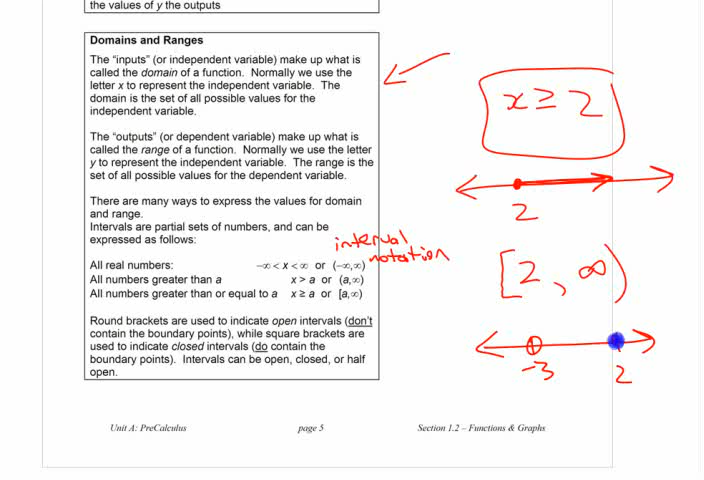 the values of y the outputs
Domains and Ranges
The “inputs” (or independent variable) make up what is
called the domain of a function. Normally we use the
letter x to represent the independent variable. The
domain is the set of all possible values for the
independent variable.
The “outputs” (or dependent variable) make up what is
called the range of a function. Normally we use the letter
y to represent the independent variable. The range is the
set of all possible values for the dependent variable.
There are many ways to express the values for domain
and range.
Intervals are partial sets of numbers, and can be
expressed as follows:
interval
notation
All real numbers: -∞ < x < ∞ or (-∞,∞)
All numbers greater than a x > a or (a,∞)
All numbers greater than or equal to a x ≥ a or [a,∞)
Round brackets are used to indicate open intervals (don’t
contain the boundary points), while square brackets are
used to indicate closed intervals (do contain the
boundary points). Intervals can be open, closed, or half
open.
x ≥ 2
2
[2, ∞)
-3 2
Unit A: PreCalculus page 5 Section 1.2 – Functions & Graphs